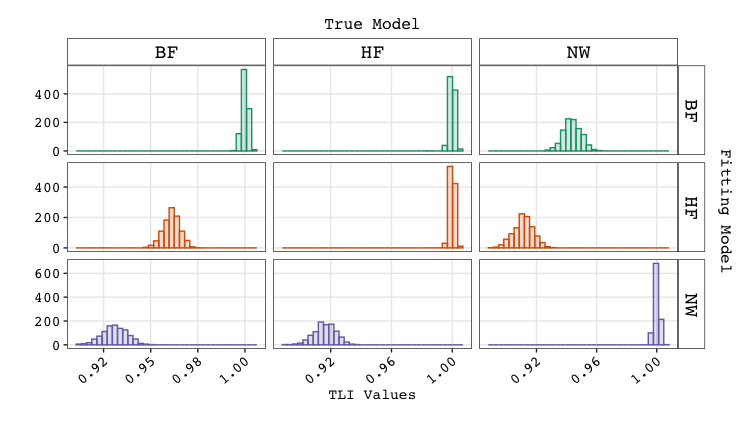 True Model
BF HF NW
400
200
0
BF
400
200
0
HF
600
400
200
0
NW
Fitting Model
0.92 0.95 0.98 1.00 0.92 0.96 1.00 0.92 0.96 1.00
TLI Values